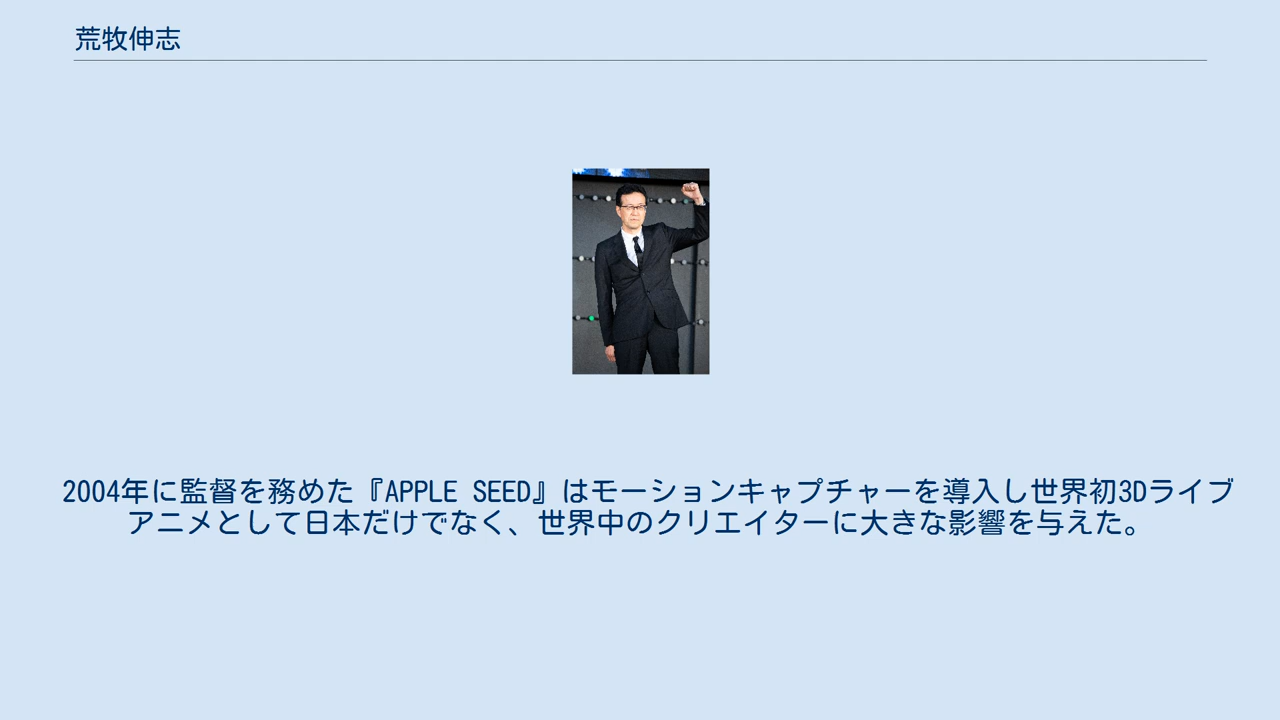 荒牧伸志
2004年に監督を務めた『APPLE SEED』はモーションキャプチャーを導入し世界初3Dライブ
アニメとして日本だけでなく、世界中のクリエイターに大きな影響を与えた。